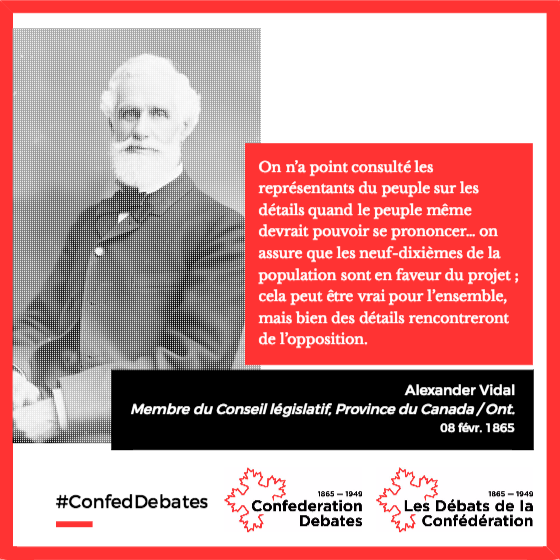 On n’a point consulté les
représentants du peuple sur les
détails quand le peuple même
devrait pouvoir se prononcer... on
assure que les neuf-dixièmes de la
population sont en faveur du projet ;
cela peut être vrai pour l’ensemble,
mais bien des détails rencontreront
de l’opposition.
Alexander Vidal
Membre du Conseil législatif, Province du Canada / Ont.
08 févr. 1865
#ConfedDebates
1865 — 1949
Confederation
Debates
1865 — 1949
Les Débats de la
Confédération